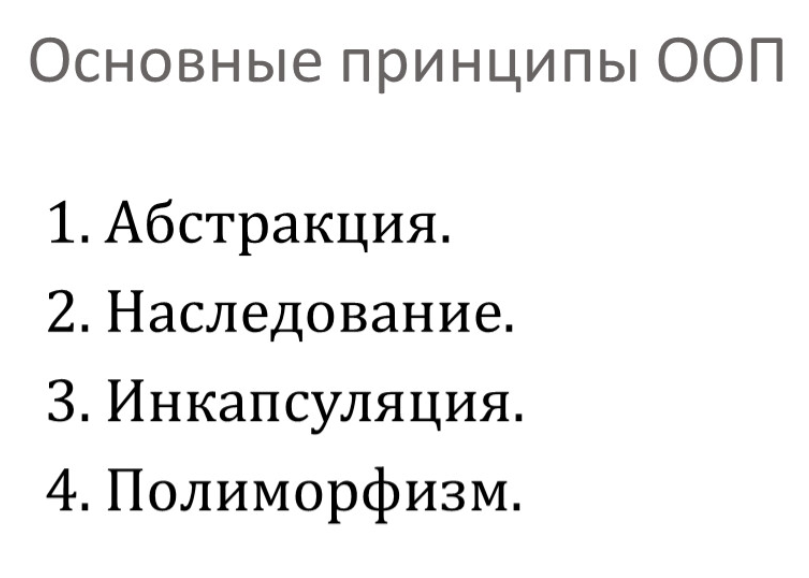 Основные принципы ООП
1. Абстракция.
2. Наследование.
3. Инкапсуляция.
4. Полиморфизм.